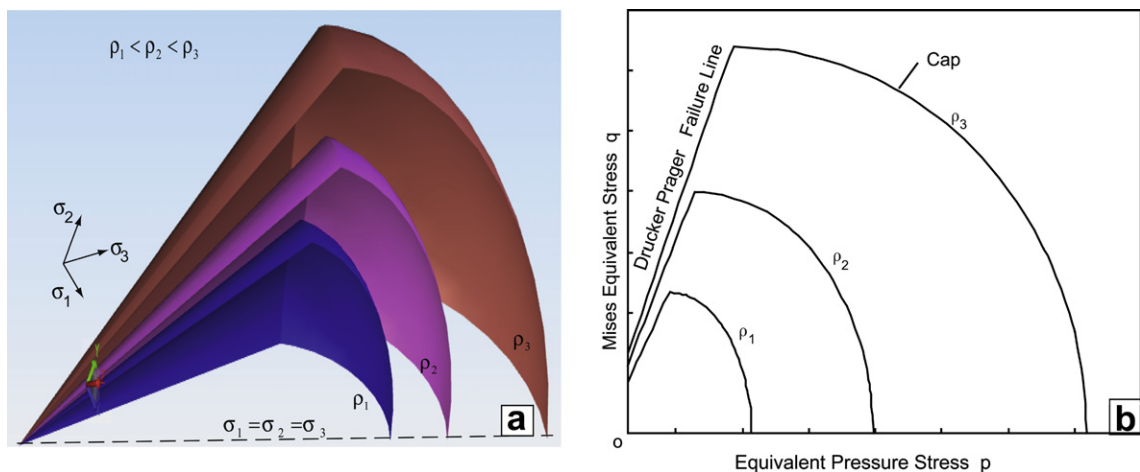 ρ₁ < ρ₂ < ρ₃
σ₂
σ₃
σ₁
Y
ρ₃
ρ₂
ρ₁
σ₁=σ₂=σ₃
a
Mises Equivalent Stress q
Drucker Prager Failure Line
Cap
ρ₃
ρ₂
ρ₁
o
Equivalent Pressure Stress p
b